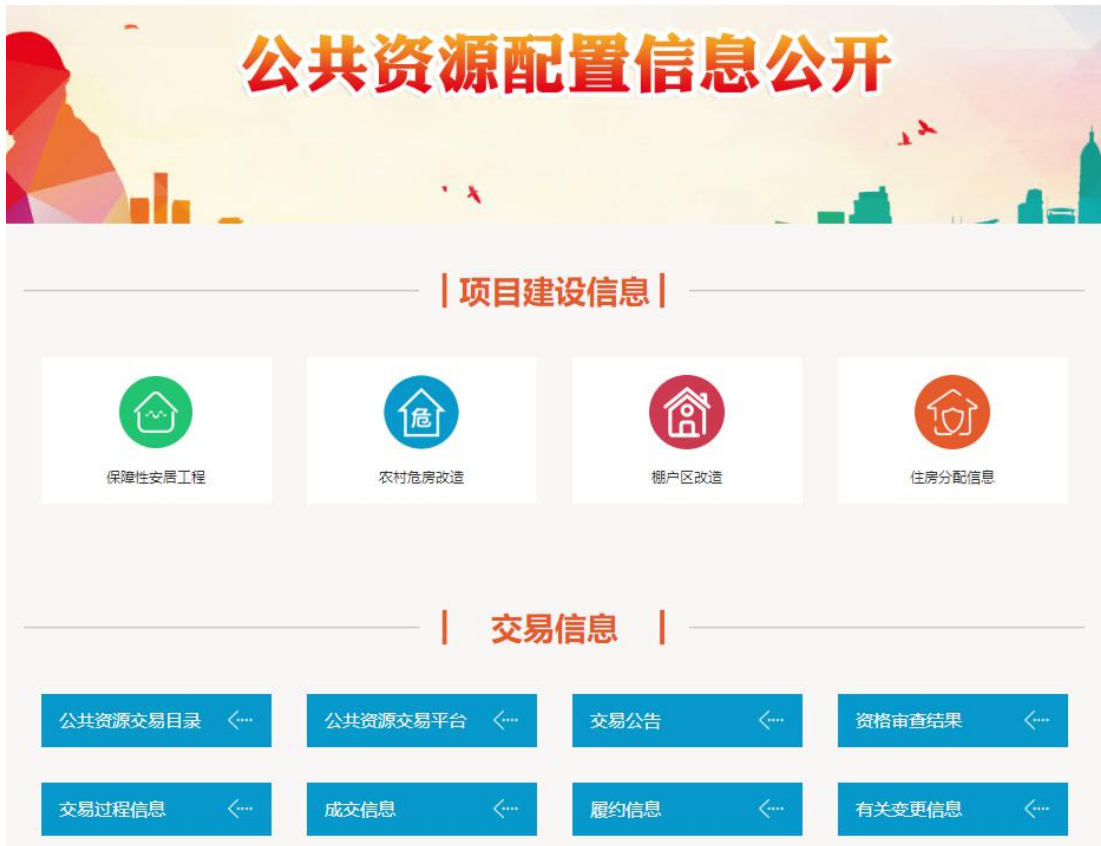 公共资源配置信息公开
项目建设信息
危
保障性安居工程 农村危房改造 棚户区改造 住房分配信息
交易信息
公共资源交易目录 公共资源交易平台 交易公告 资格审查结果
交易过程信息 成交信息 履约信息 有关变更信息